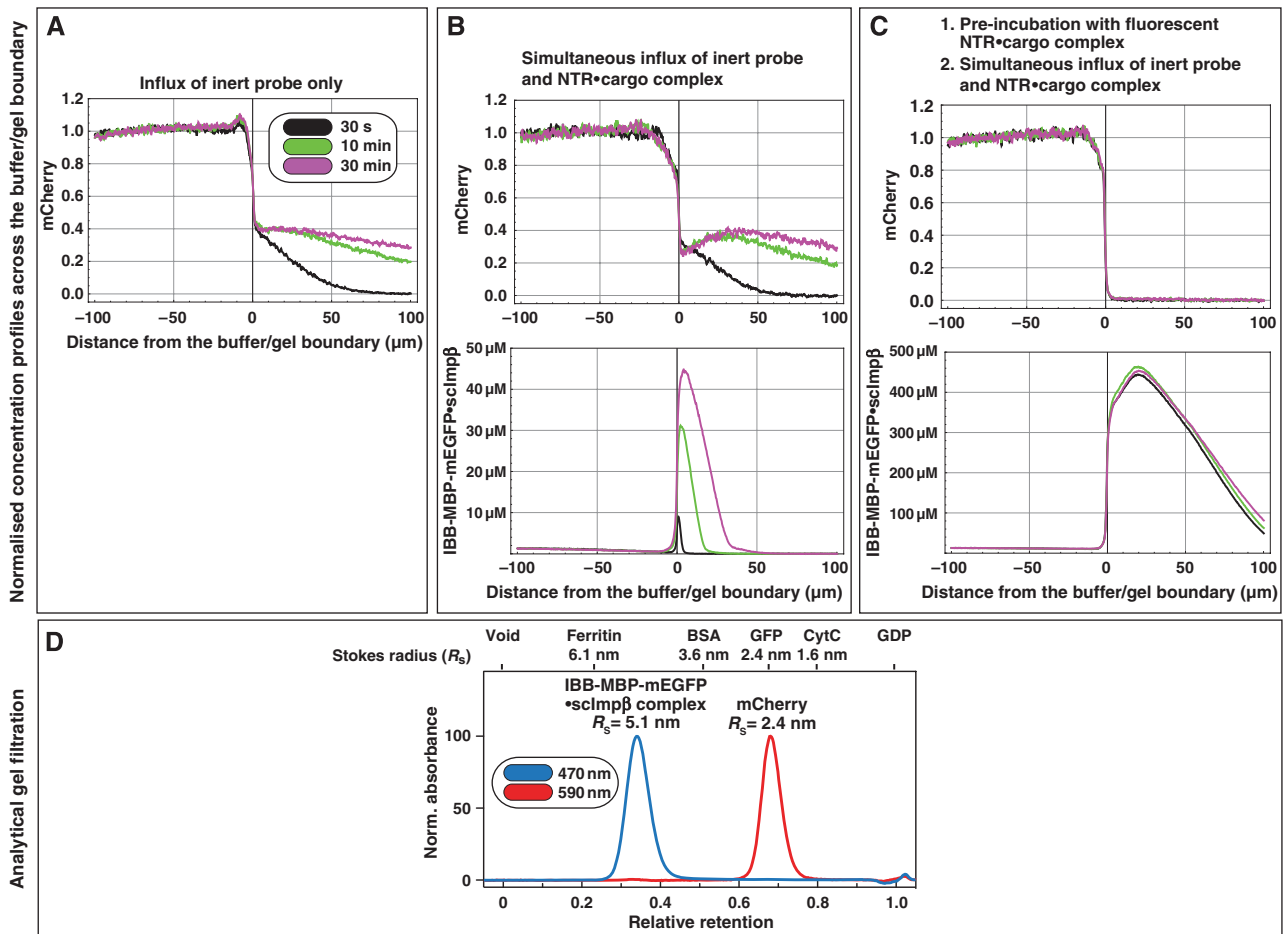 Normalised concentration profiles across the buffer/gel boundary
A
Influx of inert probe only
mCherry
1.2
1.0
0.8
0.6
0.4
0.2
0.0
30 s
10 min
30 min
−100
−50
0
50
100
Distance from the buffer/gel boundary (µm)
B
Simultaneous influx of inert probe
and NTR•cargo complex
mCherry
1.2
1.0
0.8
0.6
0.4
0.2
0.0
−100
−50
0
50
100
IBB-MBP-mEGFP•scImpβ
50 µM
40 µM
30 µM
20 µM
10 µM
−100
−50
0
50
100
Distance from the buffer/gel boundary (µm)
C
1. Pre-incubation with fluorescent
NTR•cargo complex
2. Simultaneous influx of inert probe
and NTR•cargo complex
mCherry
1.2
1.0
0.8
0.6
0.4
0.2
0.0
−100
−50
0
50
100
IBB-MBP-mEGFP•scImpβ
500 µM
400 µM
300 µM
200 µM
100 µM
−100
−50
0
50
100
Distance from the buffer/gel boundary (µm)
Analytical gel filtration
D
Void Ferritin BSA GFP CytC GDP
Stokes radius (Rs) 6.1 nm 3.6 nm 2.4 nm 1.6 nm
IBB-MBP-mEGFP
•scImpβ complex mCherry
Rs= 5.1 nm Rs= 2.4 nm
Norm. absorbance
100
50
0
470 nm
590 nm
0 0.2 0.4 0.6 0.8 1.0
Relative retention